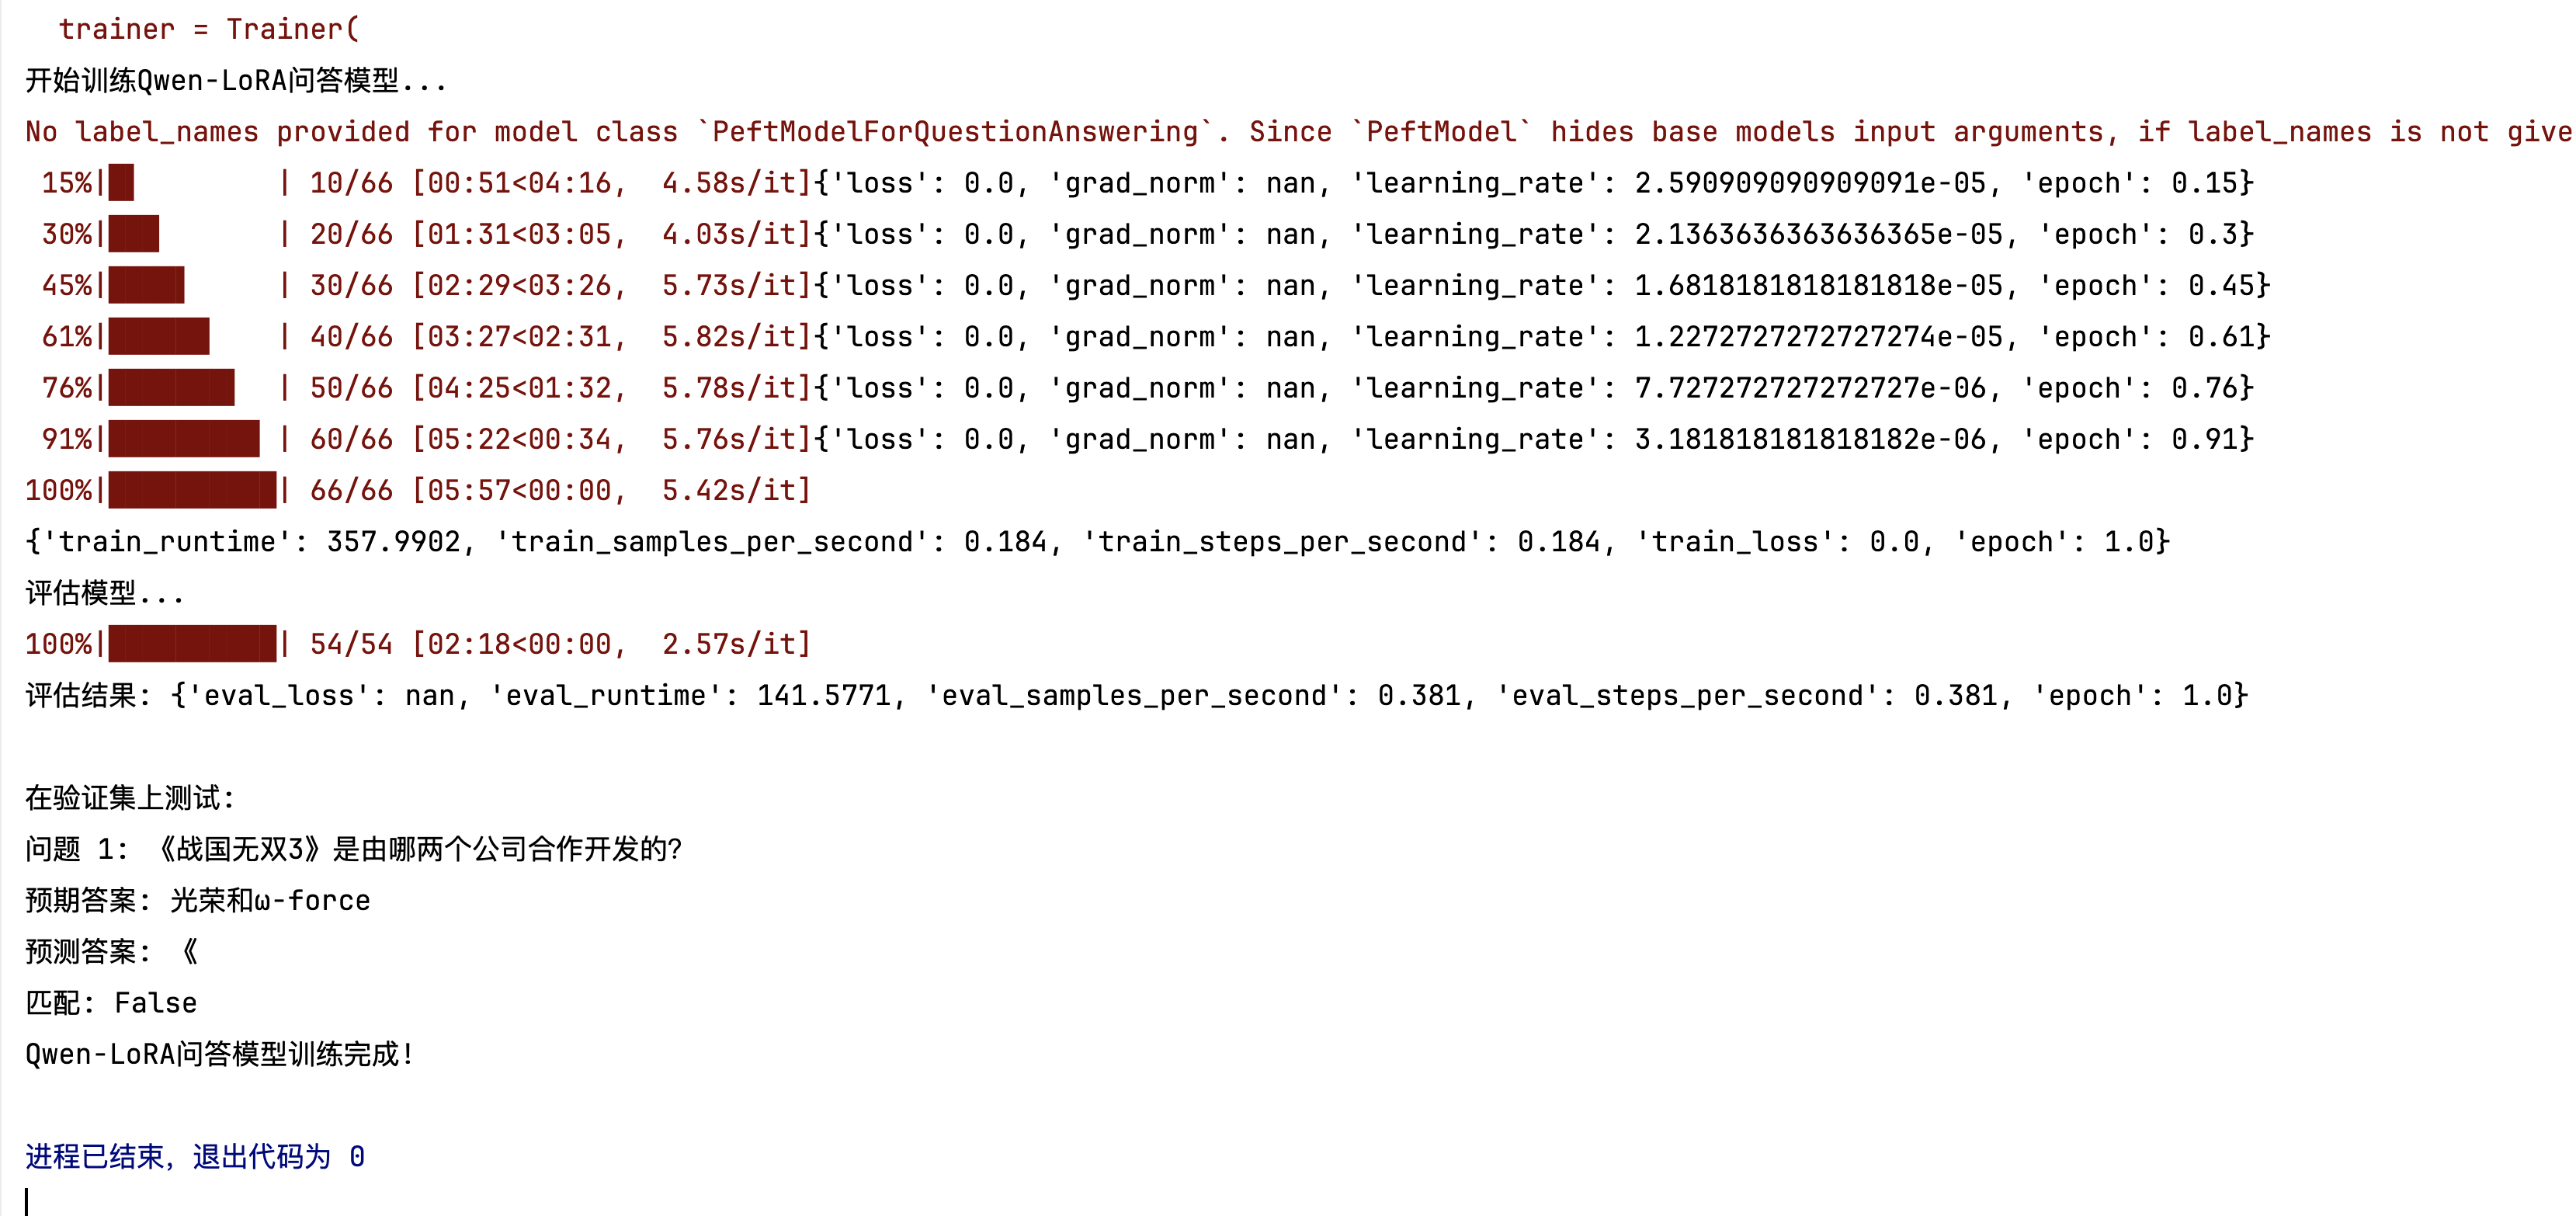 trainer = Trainer(
开始训练Qwen-LoRA问答模型...
No label_names provided for model class `PeftModelForQuestionAnswering`. Since `PeftModel` hides base models input arguments, if label_names is not give
15%|█▌        | 10/66 [00:51<04:16,  4.58s/it]{'loss': 0.0, 'grad_norm': nan, 'learning_rate': 2.590909090909091e-05, 'epoch': 0.15}
30%|███       | 20/66 [01:31<03:05,  4.03s/it]{'loss': 0.0, 'grad_norm': nan, 'learning_rate': 2.1363636363636365e-05, 'epoch': 0.3}
45%|████▌     | 30/66 [02:29<03:26,  5.73s/it]{'loss': 0.0, 'grad_norm': nan, 'learning_rate': 1.6818181818181818e-05, 'epoch': 0.45}
61%|██████    | 40/66 [03:27<02:31,  5.82s/it]{'loss': 0.0, 'grad_norm': nan, 'learning_rate': 1.2272727272727274e-05, 'epoch': 0.61}
76%|███████▌  | 50/66 [04:25<01:32,  5.78s/it]{'loss': 0.0, 'grad_norm': nan, 'learning_rate': 7.727272727272727e-06, 'epoch': 0.76}
91%|█████████ | 60/66 [05:22<00:34,  5.76s/it]{'loss': 0.0, 'grad_norm': nan, 'learning_rate': 3.181818181818182e-06, 'epoch': 0.91}
100%|██████████| 66/66 [05:57<00:00,  5.42s/it]
{'train_runtime': 357.9902, 'train_samples_per_second': 0.184, 'train_steps_per_second': 0.184, 'train_loss': 0.0, 'epoch': 1.0}
评估模型...
100%|██████████| 54/54 [02:18<00:00,  2.57s/it]
评估结果: {'eval_loss': nan, 'eval_runtime': 141.5771, 'eval_samples_per_second': 0.381, 'eval_steps_per_second': 0.381, 'epoch': 1.0}
在验证集上测试:
问题 1: 《战国无双3》是由哪两个公司合作开发的?
预期答案: 光荣和ω-force
预测答案: 《
匹配: False
Qwen-LoRA问答模型训练完成!
进程已结束, 退出代码为 0